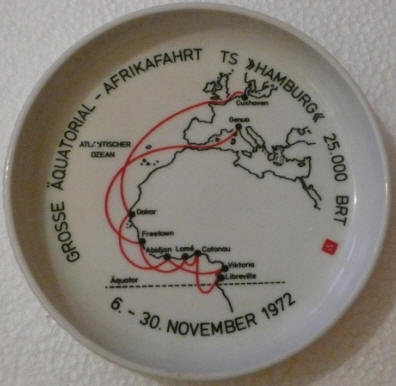 GROSSE ÄQUATORIAL - AFRIKAFAHRT TS »HAMBURG« 25.000 BRT
Cuxhaven
Genua
ATLANTISCHER
OZEAN
Dakar
Freetown
Abidjan Lomé Cotonou
Viktoria
Libreville
Äquator
6. - 30. NOVEMBER 1972